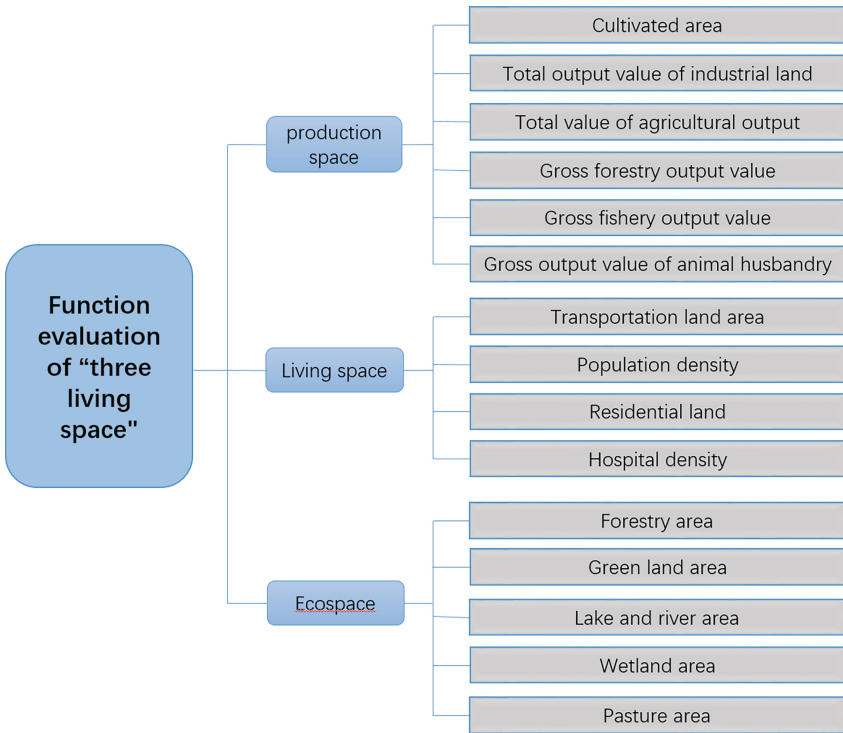 Function
evaluation
of “three
living
space"
production
space
Cultivated area
Total output value of industrial land
Total value of agricultural output
Gross forestry output value
Gross fishery output value
Gross output value of animal husbandry
Living space
Transportation land area
Population density
Residential land
Hospital density
Ecospace
Forestry area
Green land area
Lake and river area
Wetland area
Pasture area